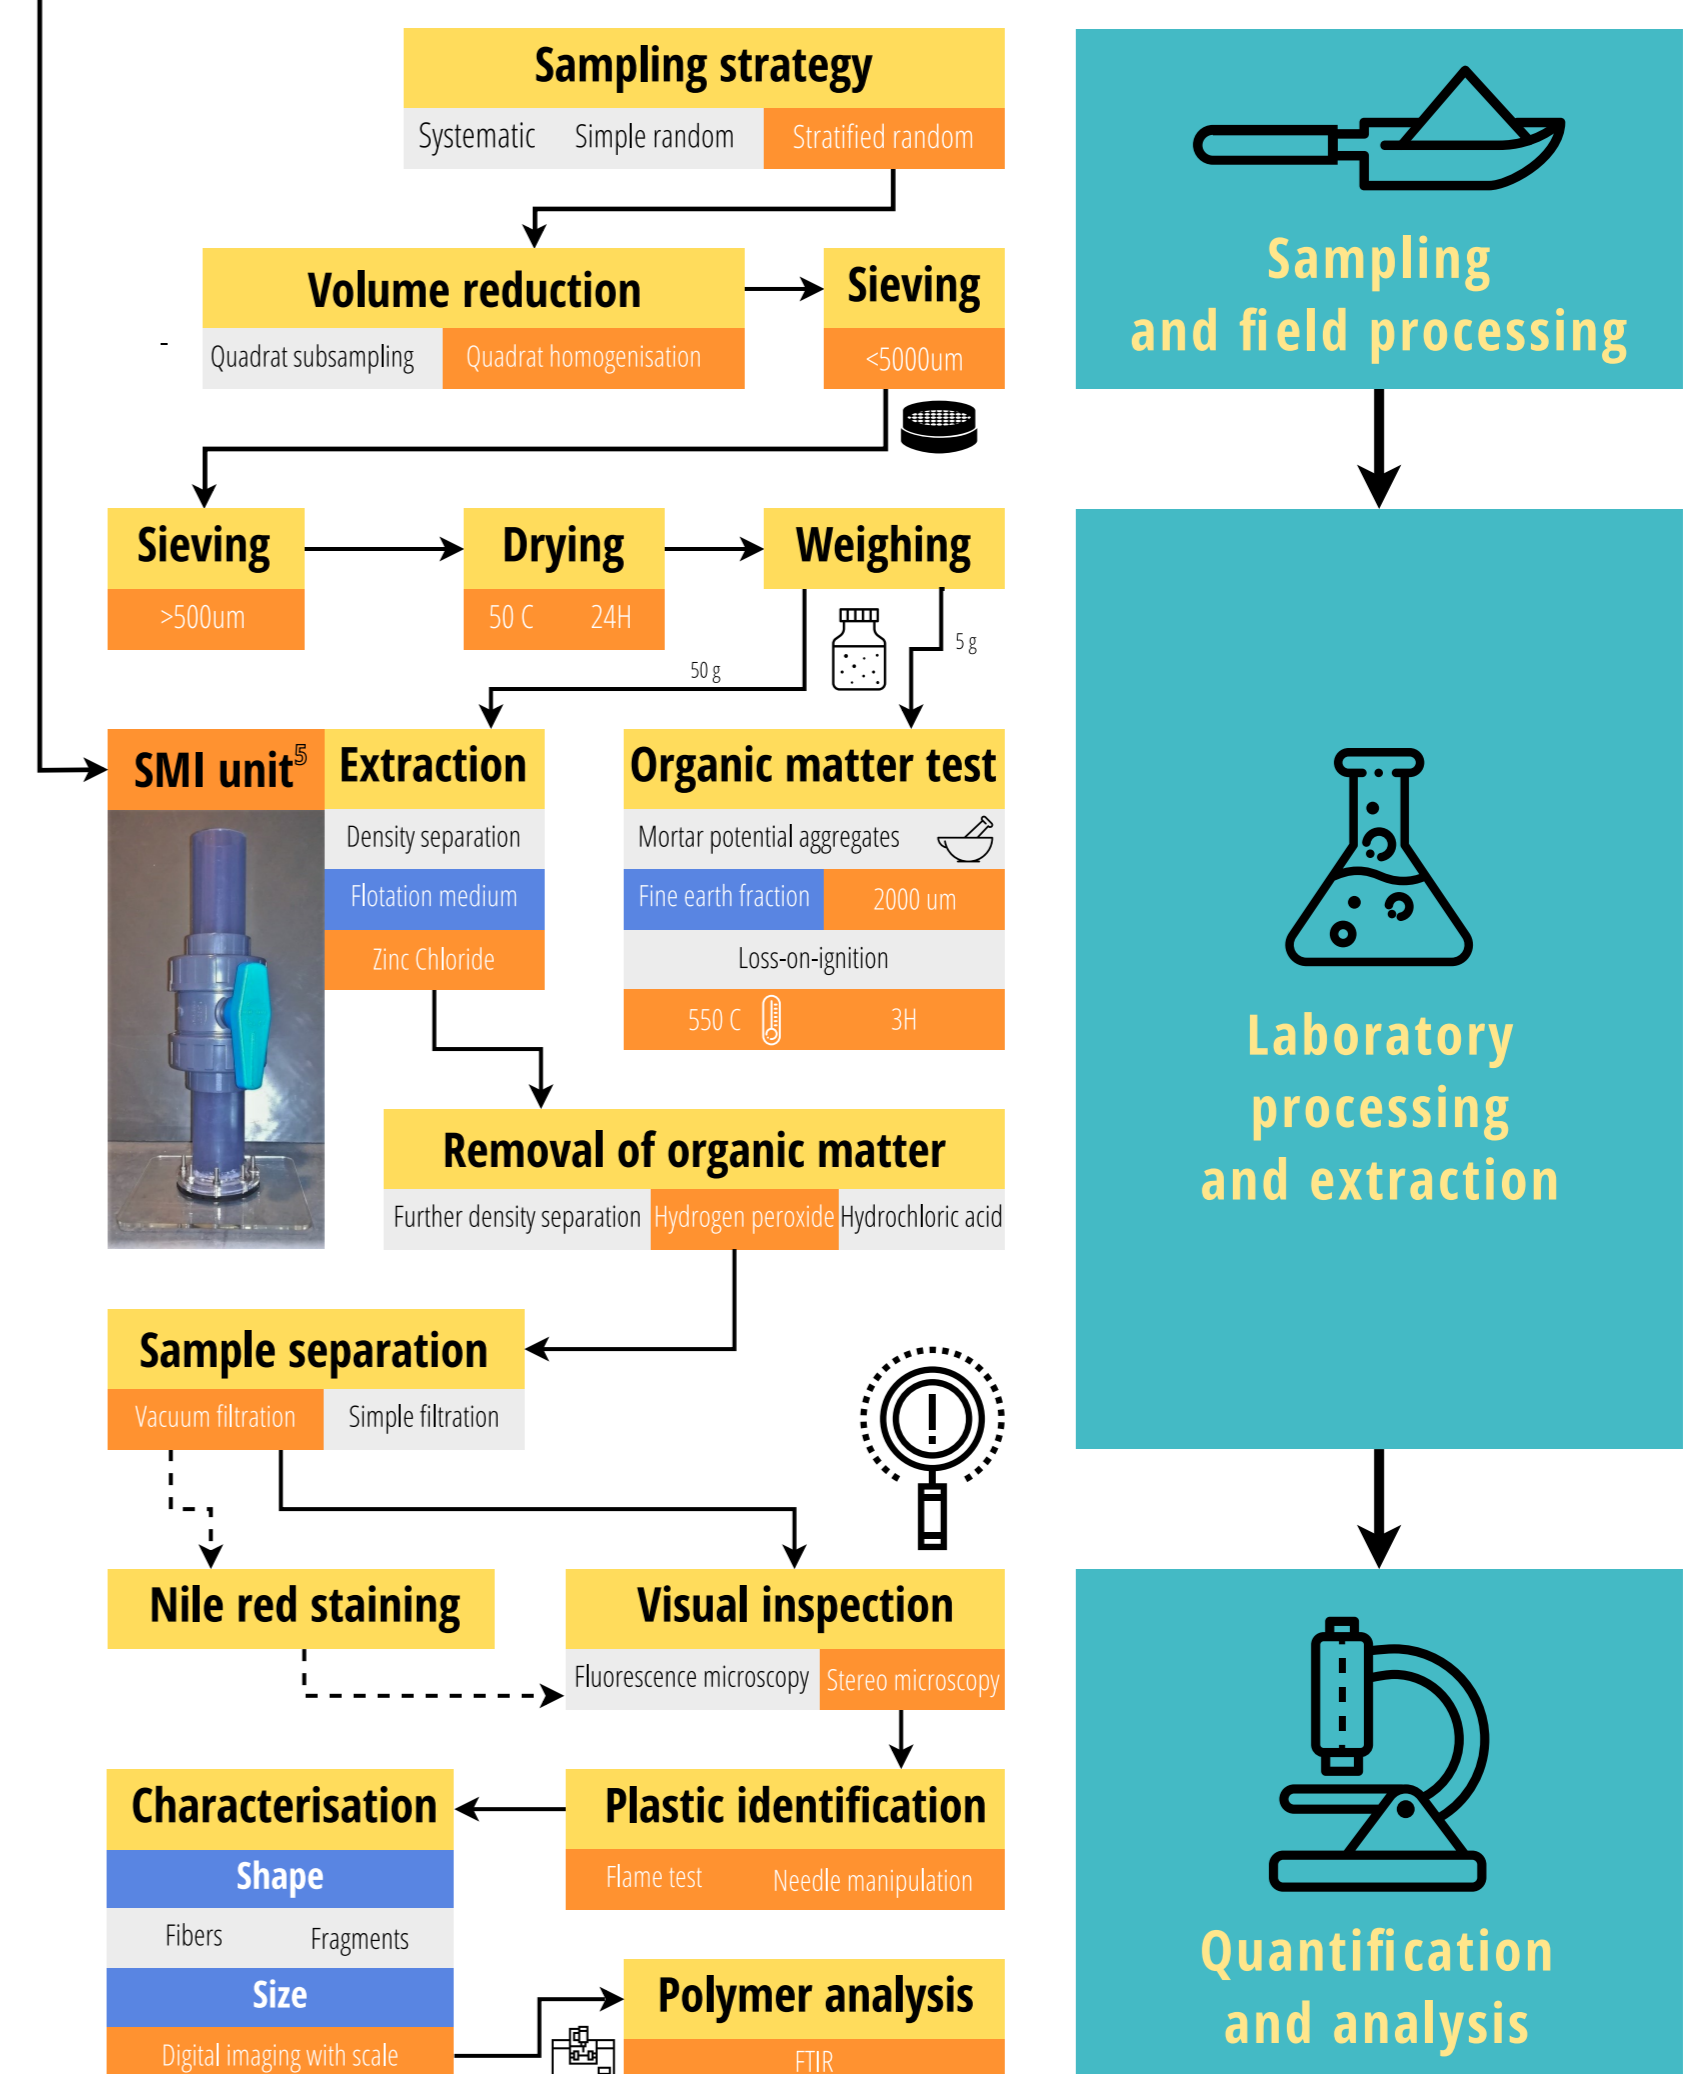 Sampling strategy
Systematic Simple random Stratified random
Volume reduction
Quadrat subsampling Quadrat homogenisation
Sieving
<5000um
Sampling
and field processing
Sieving
>500um
Drying
50 C 24H
Weighing
50 g
5 g
SMI unit⁵
Extraction
Density separation
Flotation medium
Zinc Chloride
Organic matter test
Mortar potential aggregates
Fine earth fraction 2000 um
Loss-on-ignition
550 C 3H
Removal of organic matter
Further density separation Hydrogen peroxide Hydrochloric acid
Laboratory
processing
and extraction
Sample separation
Vacuum filtration Simple filtration
Nile red staining
Visual inspection
Fluorescence microscopy Stereo microscopy
Plastic identification
Flame test Needle manipulation
Characterisation
Shape
Fibers Fragments
Size
Digital imaging with scale
Polymer analysis
FTIR
Quantification
and analysis